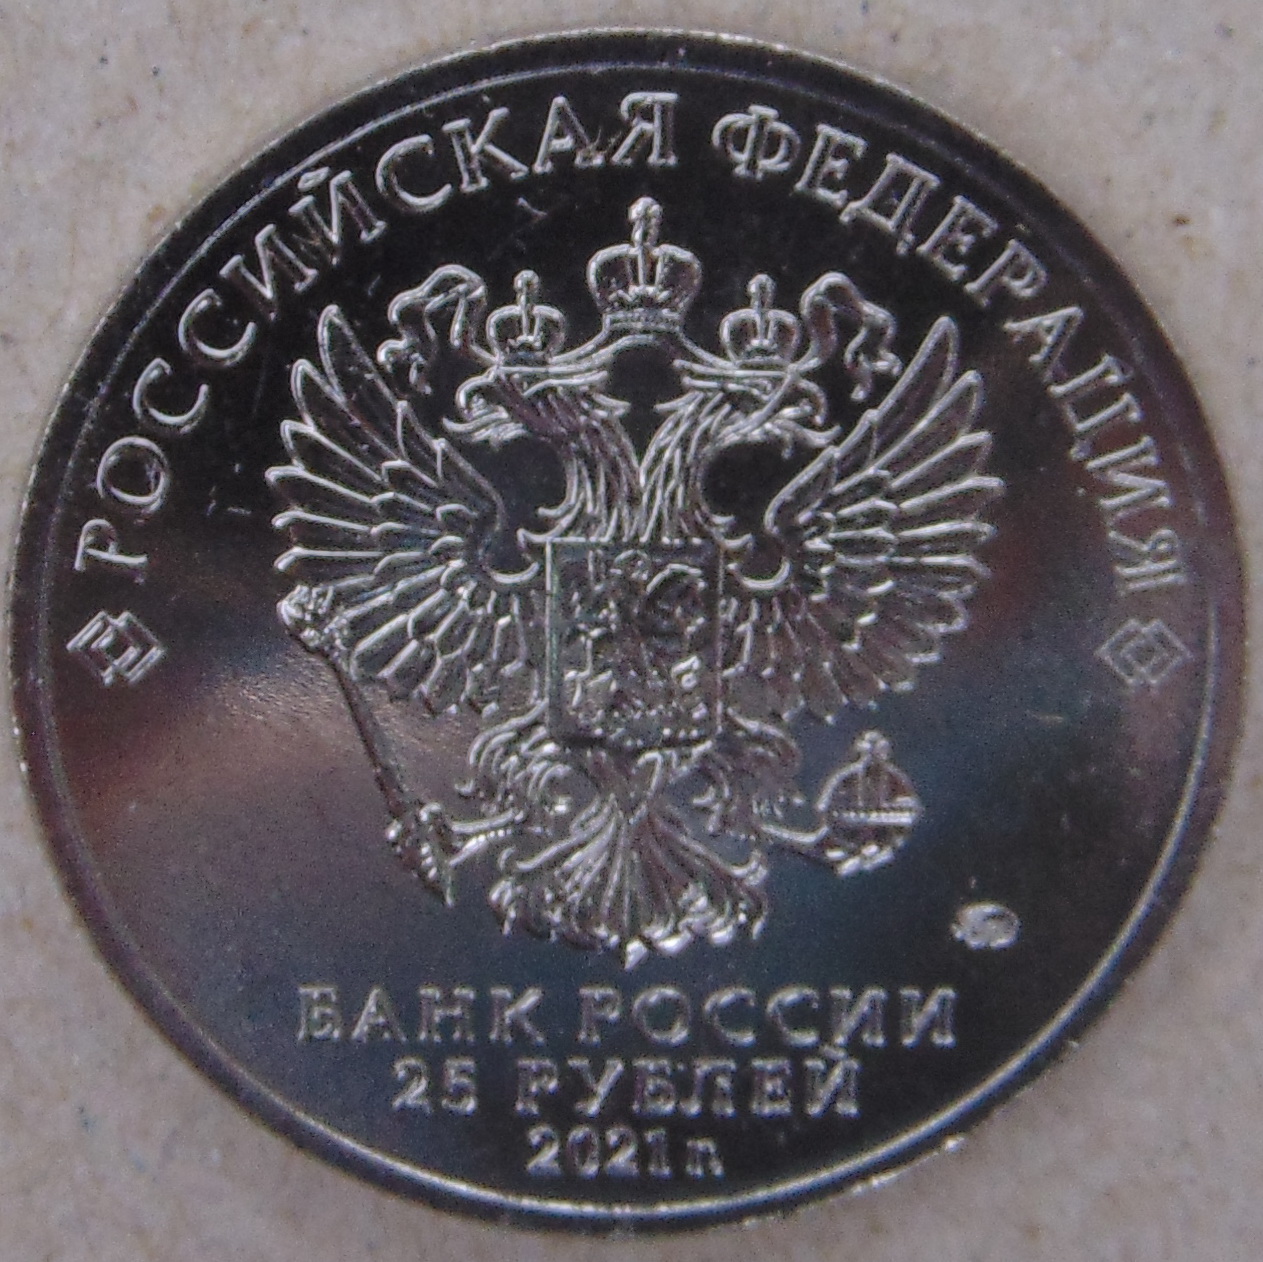 РОССИЙСКАЯ ФЕДЕРАЦИЯ
БАНК РОССИИ
25 РУБЛЕЙ
2021 г.